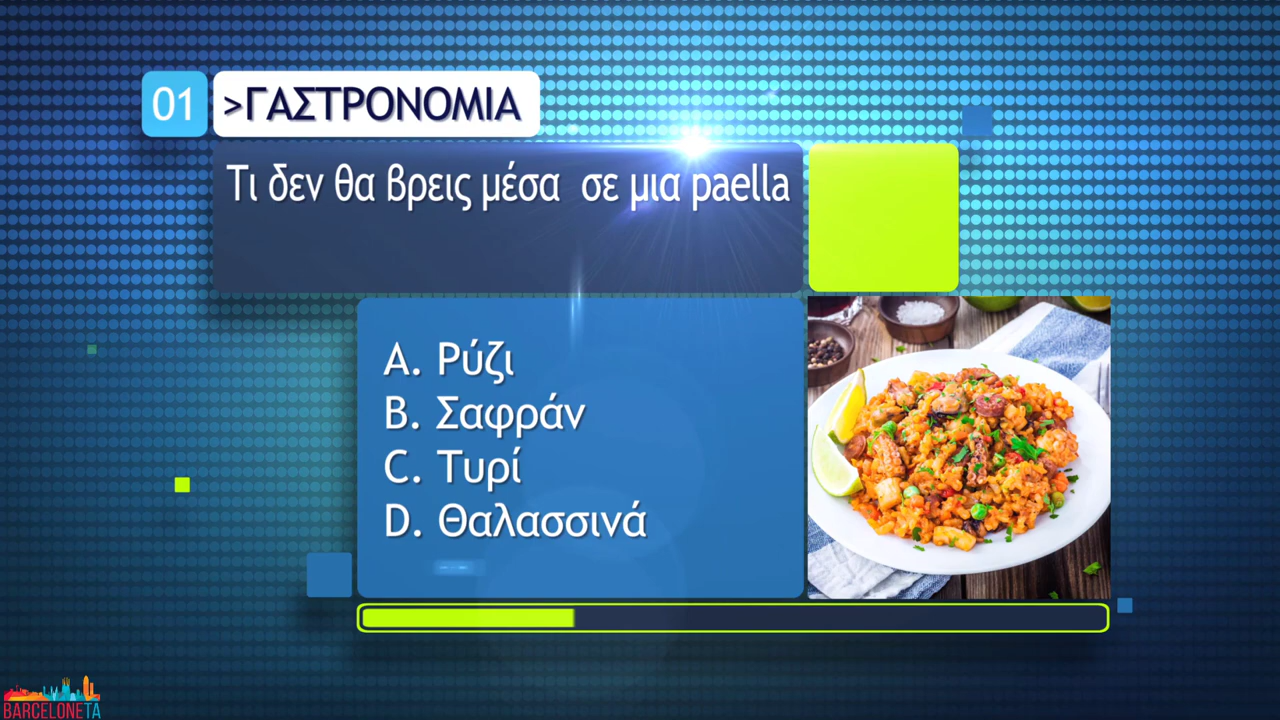 01 >ΓΑΣΤΡΟΝΟΜΙΑ
Τι δεν θα βρεις μέσα σε μια paella
A. Ρύζι
B. Σαφράν
C. Τυρί
D. Θαλασσινά
BARCELONETA